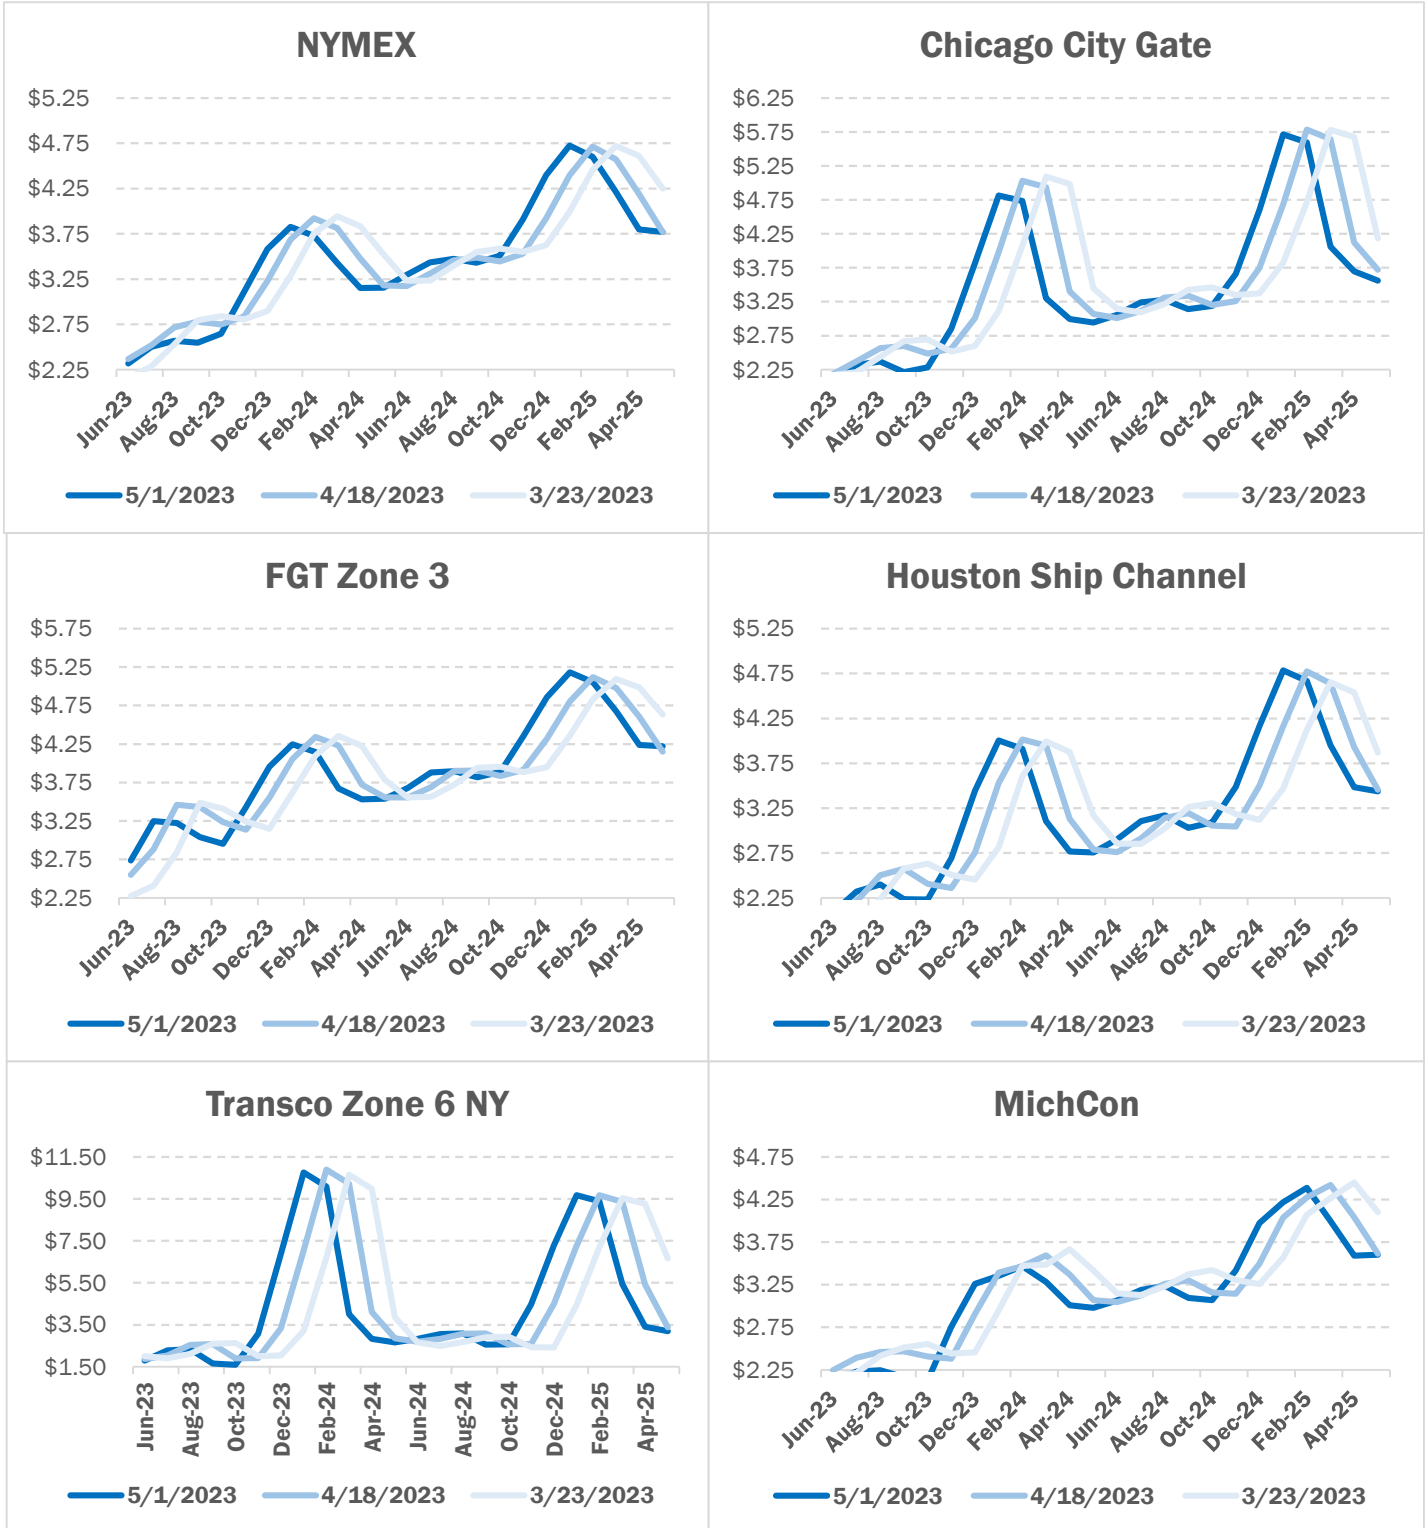 NYMEX
$5.25
$4.75
$4.25
$3.75
$3.25
$2.75
$2.25
Jun-23 Aug-23 Oct-23 Dec-23 Feb-24 Apr-24 Jun-24 Aug-24 Oct-24 Dec-24 Feb-25 Apr-25
5/1/2023 4/18/2023 3/23/2023
Chicago City Gate
$6.25
$5.75
$5.25
$4.75
$4.25
$3.75
$3.25
$2.75
$2.25
Jun-23 Aug-23 Oct-23 Dec-23 Feb-24 Apr-24 Jun-24 Aug-24 Oct-24 Dec-24 Feb-25 Apr-25
5/1/2023 4/18/2023 3/23/2023
FGT Zone 3
$5.75
$5.25
$4.75
$4.25
$3.75
$3.25
$2.75
$2.25
Jun-23 Aug-23 Oct-23 Dec-23 Feb-24 Apr-24 Jun-24 Aug-24 Oct-24 Dec-24 Feb-25 Apr-25
5/1/2023 4/18/2023 3/23/2023
Houston Ship Channel
$5.25
$4.75
$4.25
$3.75
$3.25
$2.75
$2.25
Jun-23 Aug-23 Oct-23 Dec-23 Feb-24 Apr-24 Jun-24 Aug-24 Oct-24 Dec-24 Feb-25 Apr-25
5/1/2023 4/18/2023 3/23/2023
Transco Zone 6 NY
$11.50
$9.50
$7.50
$5.50
$3.50
$1.50
Jun-23 Aug-23 Oct-23 Dec-23 Feb-24 Apr-24 Jun-24 Aug-24 Oct-24 Dec-24 Feb-25 Apr-25
5/1/2023 4/18/2023 3/23/2023
MichCon
$4.75
$4.25
$3.75
$3.25
$2.75
$2.25
Jun-23 Aug-23 Oct-23 Dec-23 Feb-24 Apr-24 Jun-24 Aug-24 Oct-24 Dec-24 Feb-25 Apr-25
5/1/2023 4/18/2023 3/23/2023